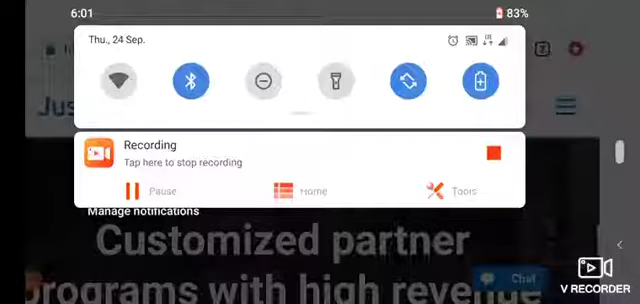 6:01
83%
Thu., 24 Sep.
LTE
Recording
Tap here to stop recording
Pause
Home
Tools
Manage notifications
Customized partner
programs with high revenue
Chat
V RECORDER